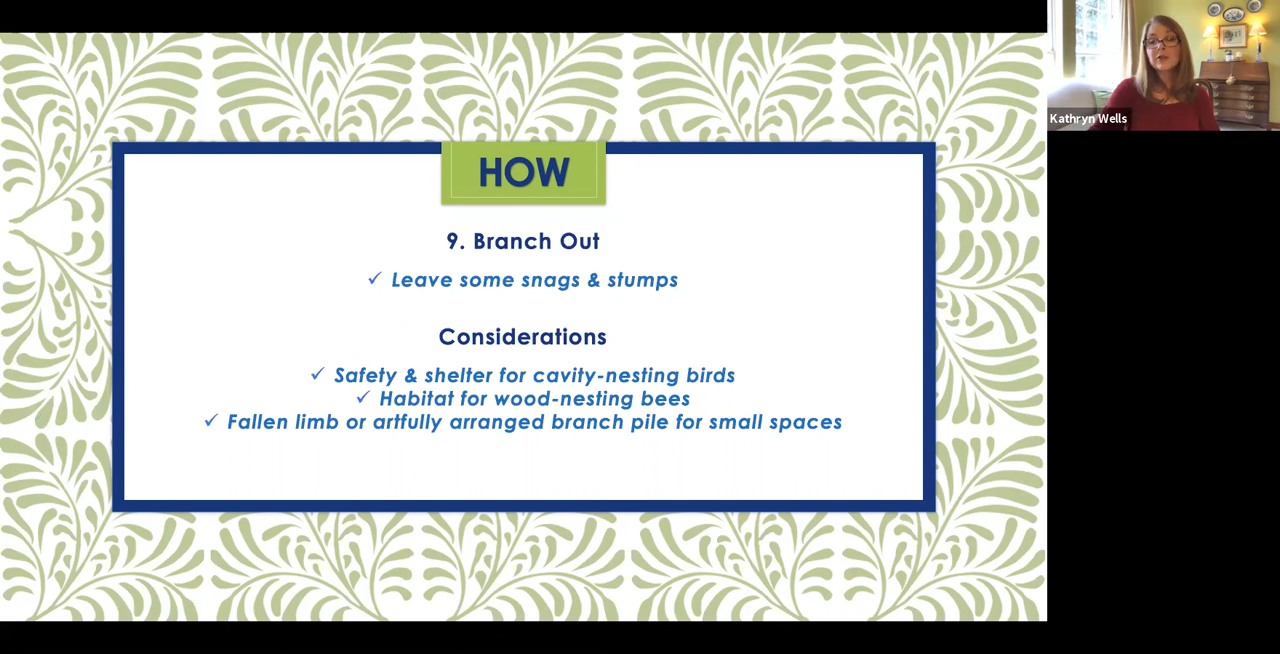 Kathryn Wells
HOW
9. Branch Out
✓ Leave some snags & stumps
Considerations
✓ Safety & shelter for cavity-nesting birds
✓ Habitat for wood-nesting bees
✓ Fallen limb or artfully arranged branch pile for small spaces